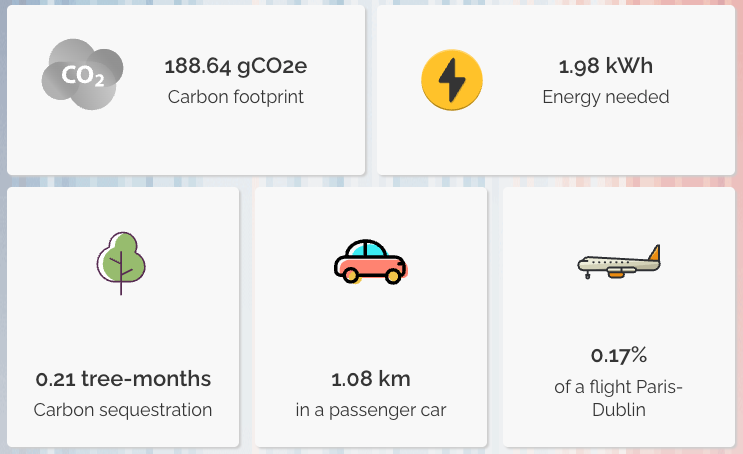 CO2
188.64 gCO2e
Carbon footprint
1.98 kWh
Energy needed
0.21 tree-months
Carbon sequestration
1.08 km
in a passenger car
0.17%
of a flight Paris-
Dublin